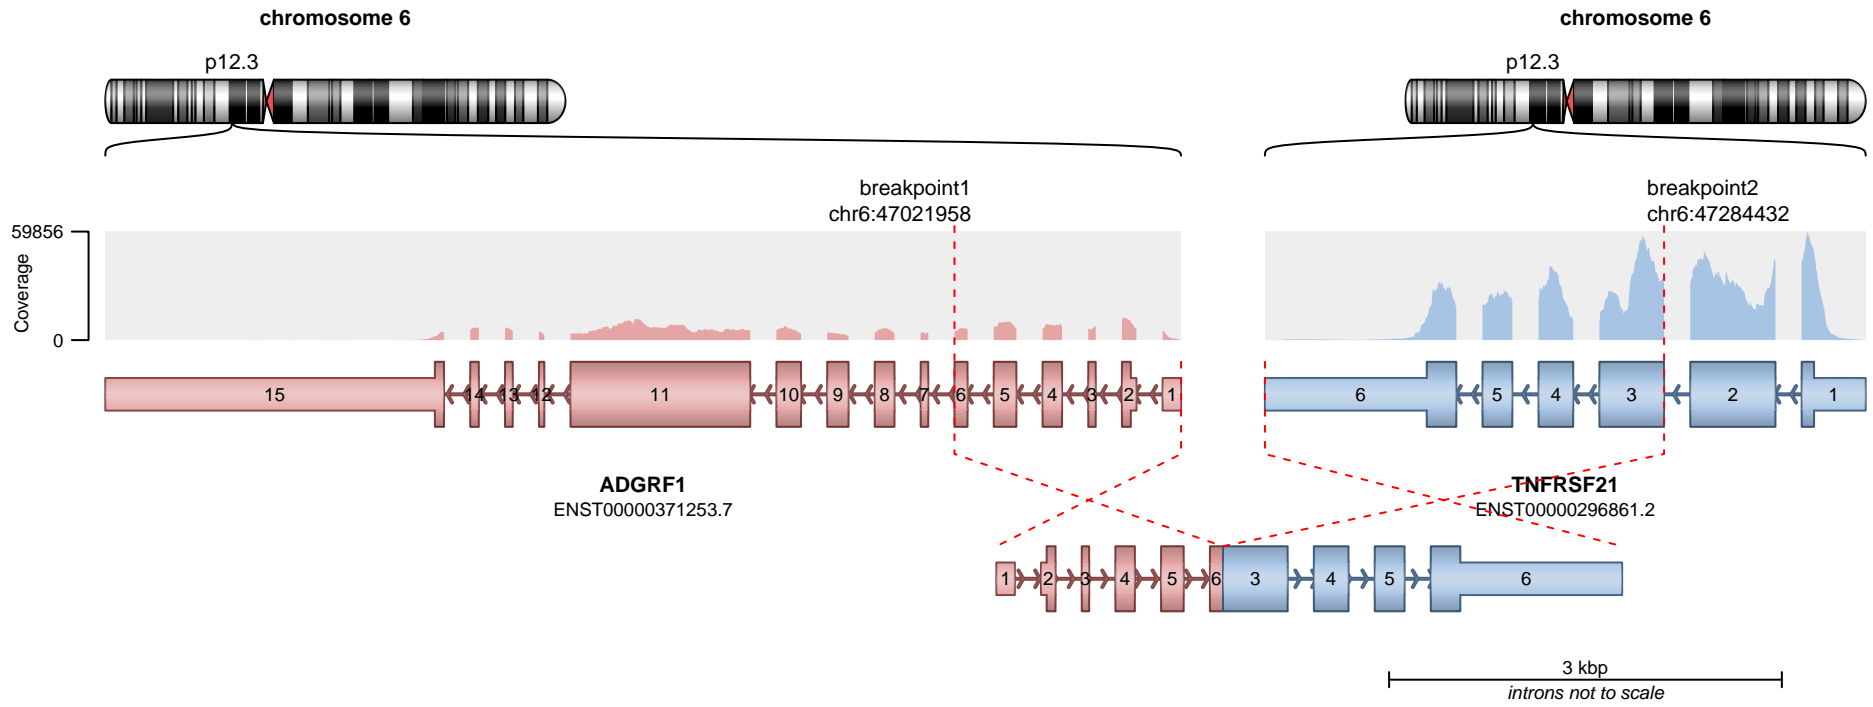 chromosome 6
chromosome 6
p12.3
p12.3
breakpoint1
chr6:47021958
breakpoint2
chr6:47284432
59856
Coverage
0
15 14 13 12 11 10 9 8 7 6 5 4 3 2 1
6 5 4 3 2 1
ADGRF1
ENST00000371253.7
TNFRSF21
ENST00000296861.2
1 2 3 4 5 6 3 4 5 6
3 kbp
introns not to scale